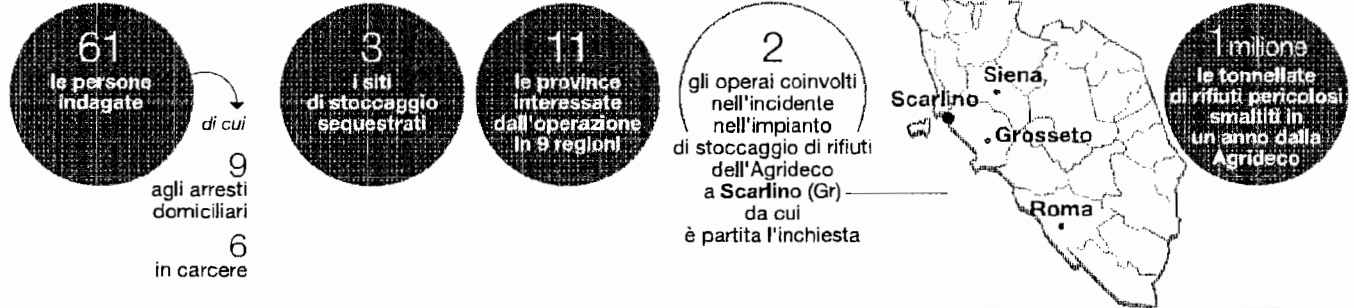 61
le persone
indagate
di cui
9
agli arresti
domiciliari
6
in carcere
3
i siti
di stoccaggio
sequestrati
11
le province
interessate
dall'operazione
in 9 regioni
2
gli operai coinvolti
nell'incidente
nell'impianto
di stoccaggio di rifiuti
dell'Agrideco
a Scarlino (Gr)
da cui
è partita l'inchiesta
Siena
Scarlino
Grosseto
Roma
1 milione
le tonnellate
di rifiuti pericolosi
smaltiti in
un anno dalla
Agrideco